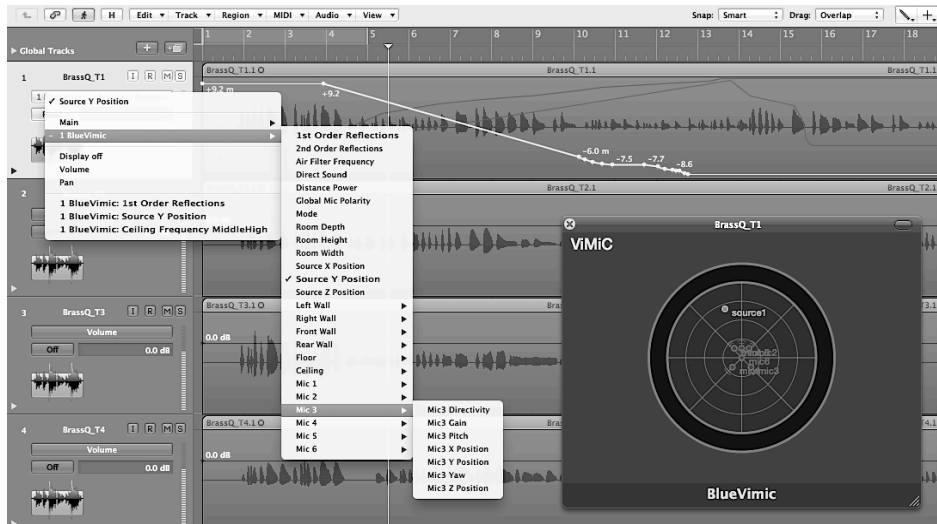 H Edit Track Region MIDI Audio View Snap: Smart Drag: Overlap
1 2 3 4 5 6 7 8 9 10 11 12 13 14 15 16 17 18
Global Tracks
1 BrassQ_T1 I R M S
BrassQ_T1.1 BrassQ_T1.1 BrassQ_T1.1
+9.2 m +9.2 -6.0 m -7.5 -7.7 -8.6
✓ Source Y Position
Main
– 1 BlueVimic
Display off
Volume
Pan
1 BlueVimic: 1st Order Reflections
1 BlueVimic: Source Y Position
1 BlueVimic: Ceiling Frequency MiddleHigh
1st Order Reflections
2nd Order Reflections
Air Filter Frequency
Direct Sound
Distance Power
Global Mic Polarity
Mode
Room Depth
Room Height
Room Width
Source X Position
✓ Source Y Position
Source Z Position
Left Wall
Right Wall
Front Wall
Rear Wall
Floor
Ceiling
Mic 1
Mic 2
Mic 3
Mic 4
Mic 5
Mic 6
Mic3 Directivity
Mic3 Gain
Mic3 Pitch
Mic3 X Position
Mic3 Y Position
Mic3 Yaw
Mic3 Z Position
2
BrassQ_T2.1 BrassQ_T2.1
3 BrassQ_T3 I R M S
Volume
Off 0.0 dB
BrassQ_T3.1
0.0 dB
4 BrassQ_T4 I R M S
Volume
Off 0.0 dB
BrassQ_T4.1
0.0 dB
BrassQ_T1
ViMiC
source1
BlueVimic